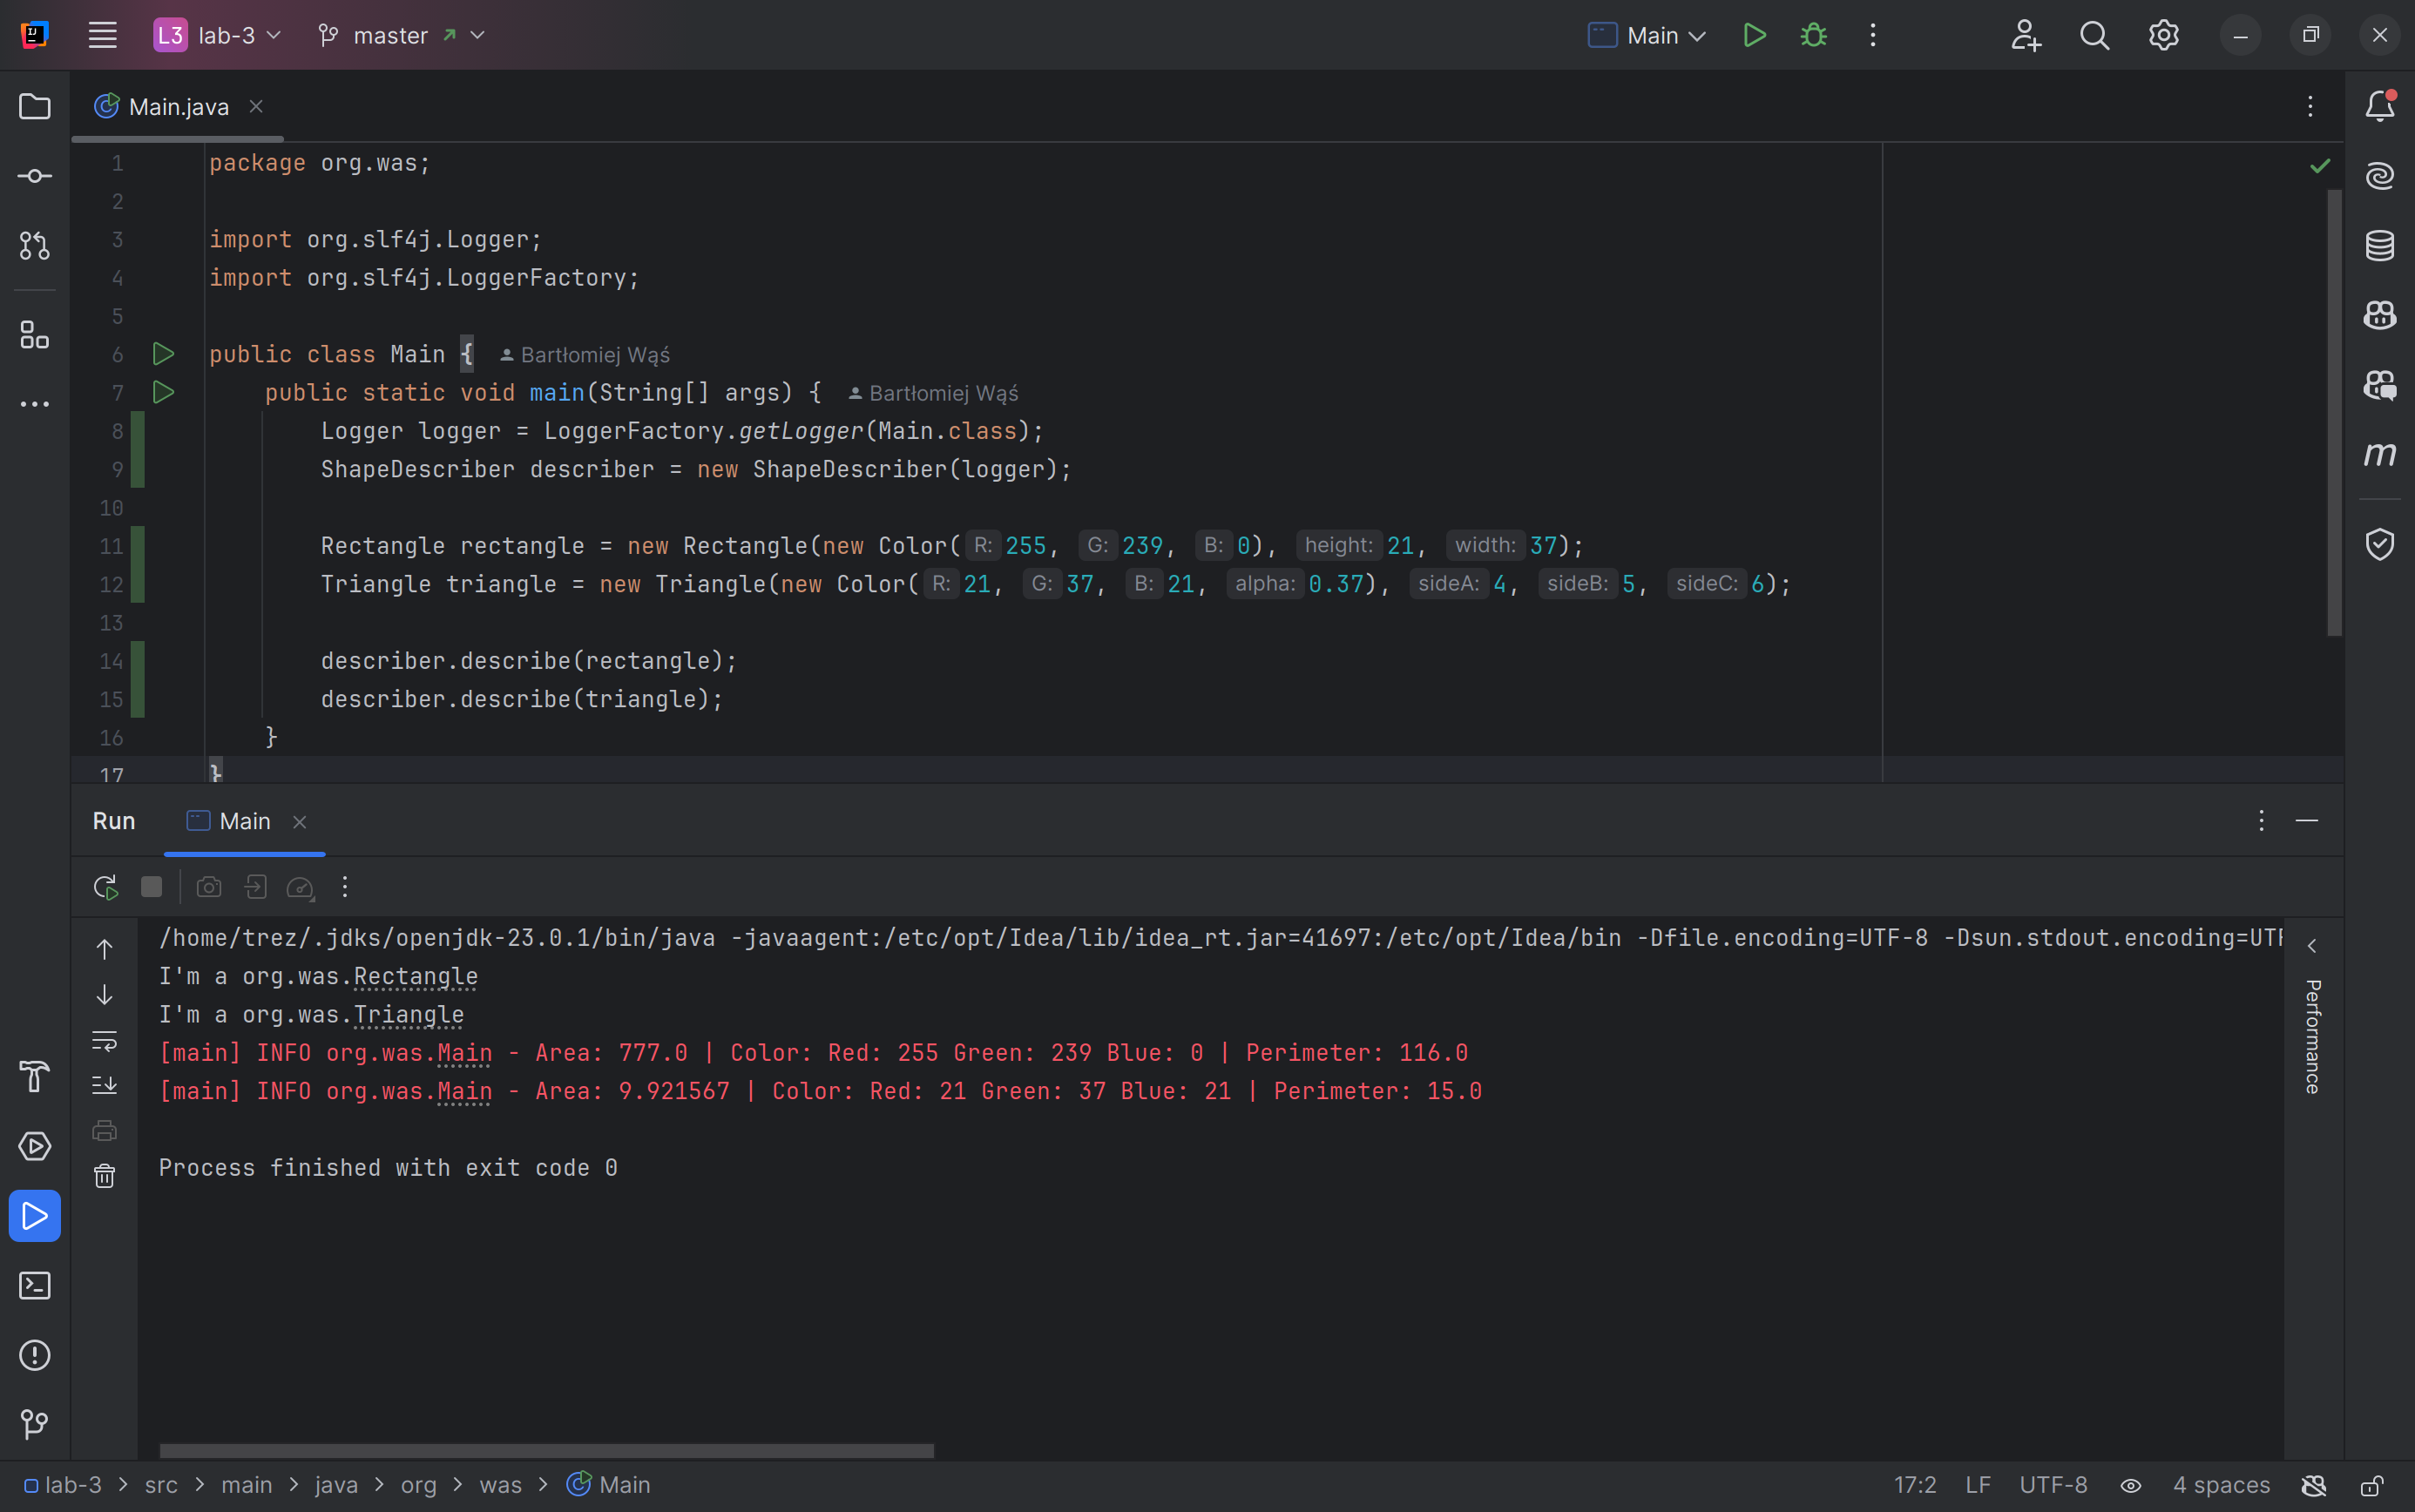 L3 lab-3 master Main
Main.java
1 package org.was;
2
3 import org.slf4j.Logger;
4 import org.slf4j.LoggerFactory;
5
6 public class Main { Bartłomiej Wąś
7 public static void main(String[] args) { Bartłomiej Wąś
8 Logger logger = LoggerFactory.getLogger(Main.class);
9 ShapeDescriber describer = new ShapeDescriber(logger);
10
11 Rectangle rectangle = new Rectangle(new Color( R: 255, G: 239, B: 0), height: 21, width: 37);
12 Triangle triangle = new Triangle(new Color( R: 21, G: 37, B: 21, alpha: 0.37), sideA: 4, sideB: 5, sideC: 6);
13
14 describer.describe(rectangle);
15 describer.describe(triangle);
16 }
17 }
Run Main
/home/trez/.jdks/openjdk-23.0.1/bin/java -javaagent:/etc/opt/Idea/lib/idea_rt.jar=41697:/etc/opt/Idea/bin -Dfile.encoding=UTF-8 -Dsun.stdout.encoding=UTF
I'm a org.was.Rectangle
I'm a org.was.Triangle
[main] INFO org.was.Main - Area: 777.0 | Color: Red: 255 Green: 239 Blue: 0 | Perimeter: 116.0
[main] INFO org.was.Main - Area: 9.921567 | Color: Red: 21 Green: 37 Blue: 21 | Perimeter: 15.0
Process finished with exit code 0
Performance
lab-3 > src > main > java > org > was > Main 17:2 LF UTF-8 4 spaces